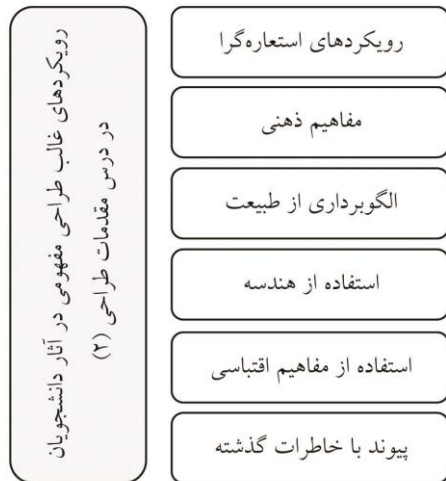 رویکردهای غالب طراحی مفهومی در آثار دانشجویان
در درس مقدمات طراحی (۲)
رویکردهای استعاره‌گرا
مفاهیم ذهنی
الگوبرداری از طبیعت
استفاده از هندسه
استفاده از مفاهیم اقتباسی
پیوند با خاطرات گذشته